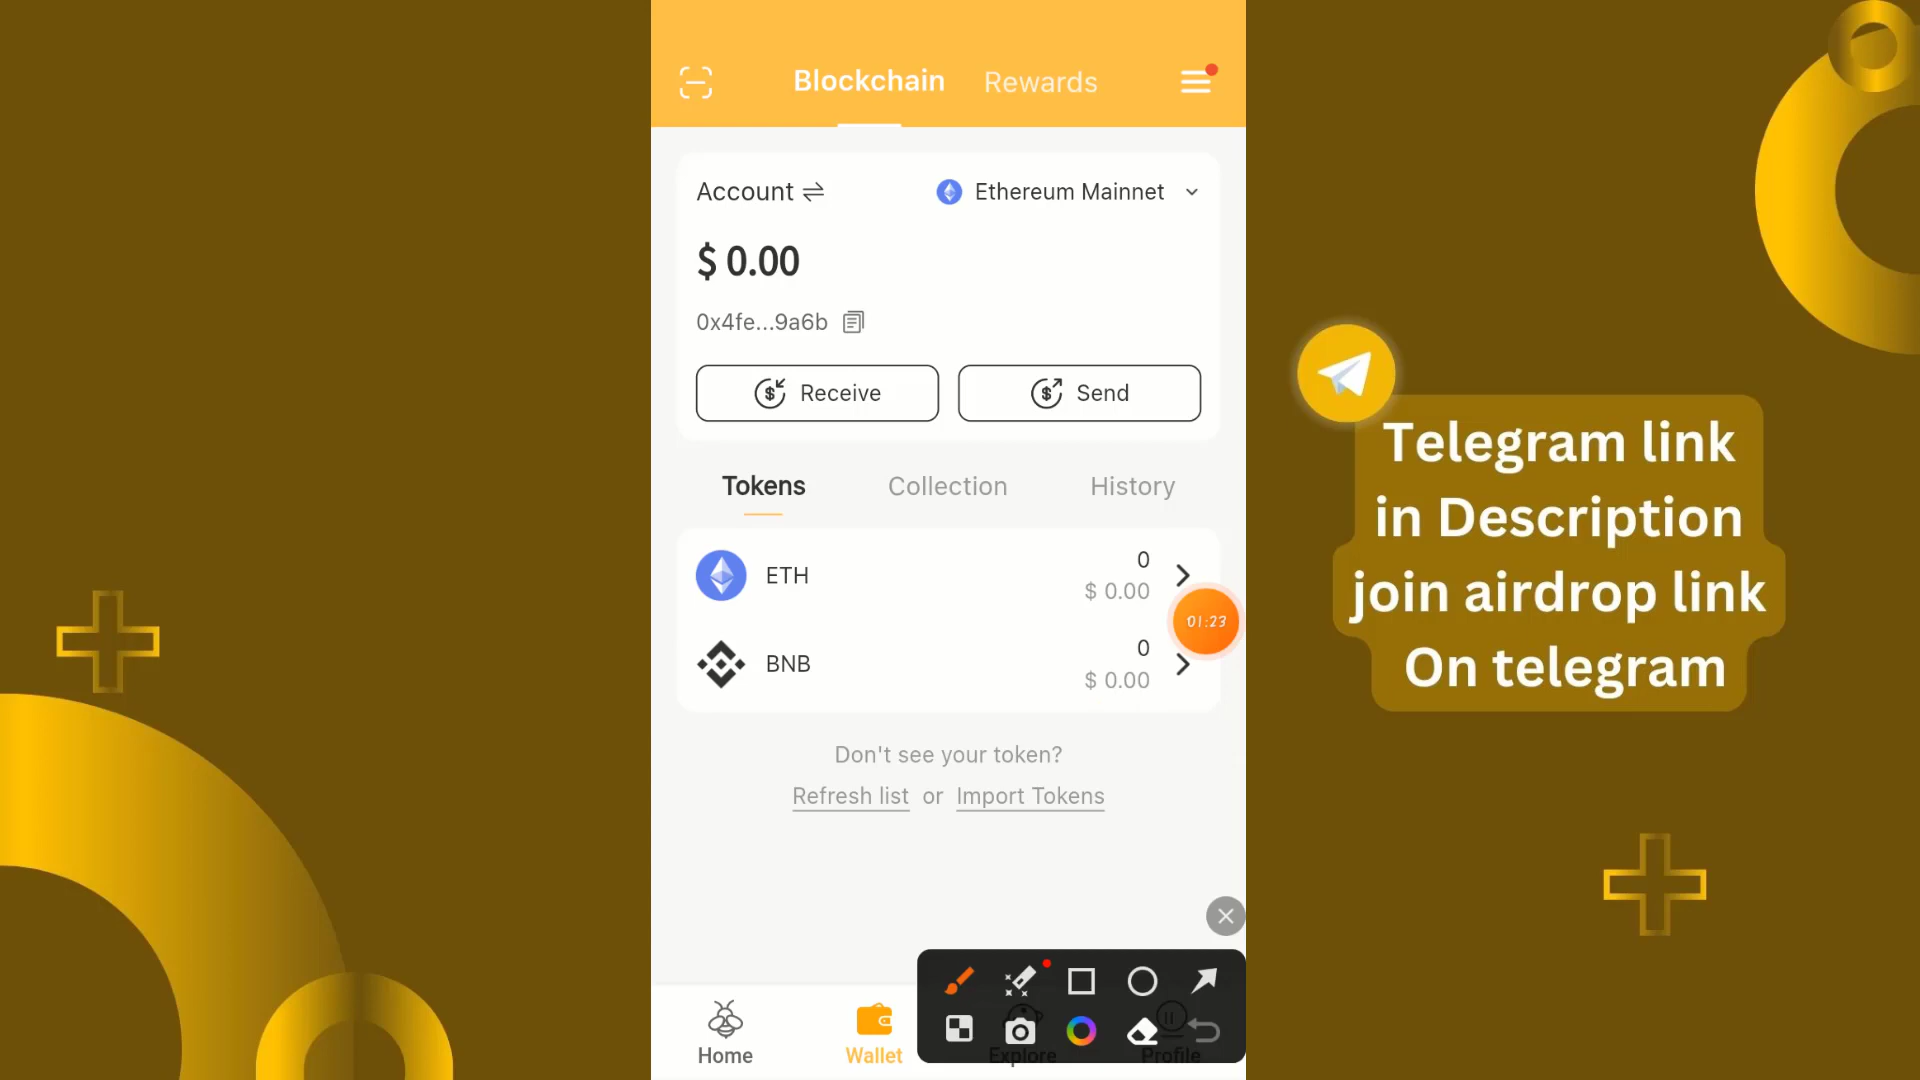 Blockchain
Rewards
Account
Ethereum Mainnet
$ 0.00
0x4fe...9a6b
Receive
Send
Tokens
Collection
History
ETH
0
$ 0.00
01:23
BNB
0
$ 0.00
Don't see your token?
Refresh list or Import Tokens
Home
Wallet
Explore
Profile
Telegram link
in Description
join airdrop link
On telegram